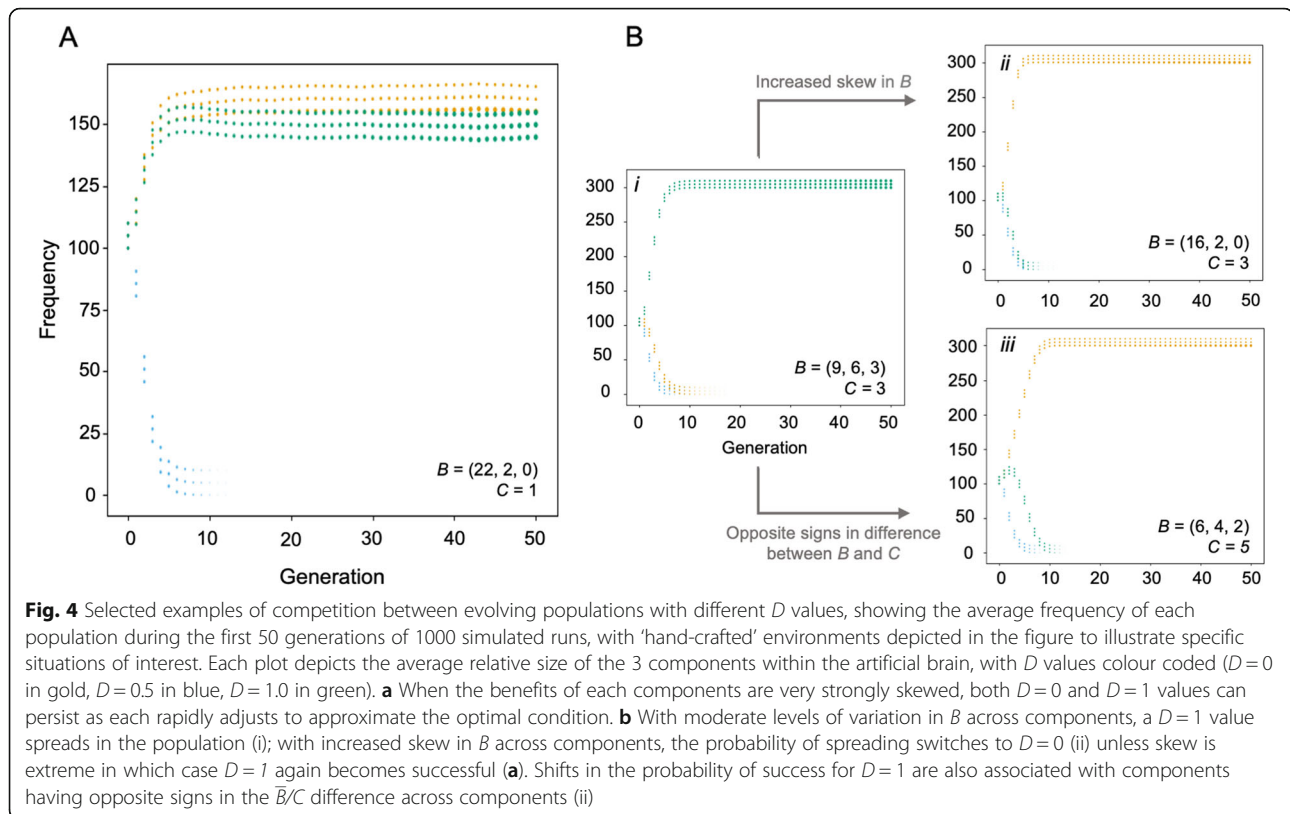 A
Frequency
150
125
100
75
50
25
0
0 10 20 30 40 50
Generation
B = (22, 2, 0)
C = 1
B
Increased skew in B
i
300
250
200
150
100
50
0
B = (9, 6, 3)
C = 3
0 10 20 30 40 50
Generation
Opposite signs in difference
between B and C
ii
300
250
200
150
100
50
0
B = (16, 2, 0)
C = 3
0 10 20 30 40 50
iii
300
250
200
150
100
50
0
B = (6, 4, 2)
C = 5
0 10 20 30 40 50
Fig. 4 Selected examples of competition between evolving populations with different D values, showing the average frequency of each
population during the first 50 generations of 1000 simulated runs, with ‘hand-crafted’ environments depicted in the figure to illustrate specific
situations of interest. Each plot depicts the average relative size of the 3 components within the artificial brain, with D values colour coded (D = 0
in gold, D = 0.5 in blue, D = 1.0 in green). a When the benefits of each components are very strongly skewed, both D = 0 and D = 1 values can
persist as each rapidly adjusts to approximate the optimal condition. b With moderate levels of variation in B across components, a D = 1 value
spreads in the population (i); with increased skew in B across components, the probability of spreading switches to D = 0 (ii) unless skew is
extreme in which case D = 1 again becomes successful (a). Shifts in the probability of success for D = 1 are also associated with components
having opposite signs in the B̅/C difference across components (ii)